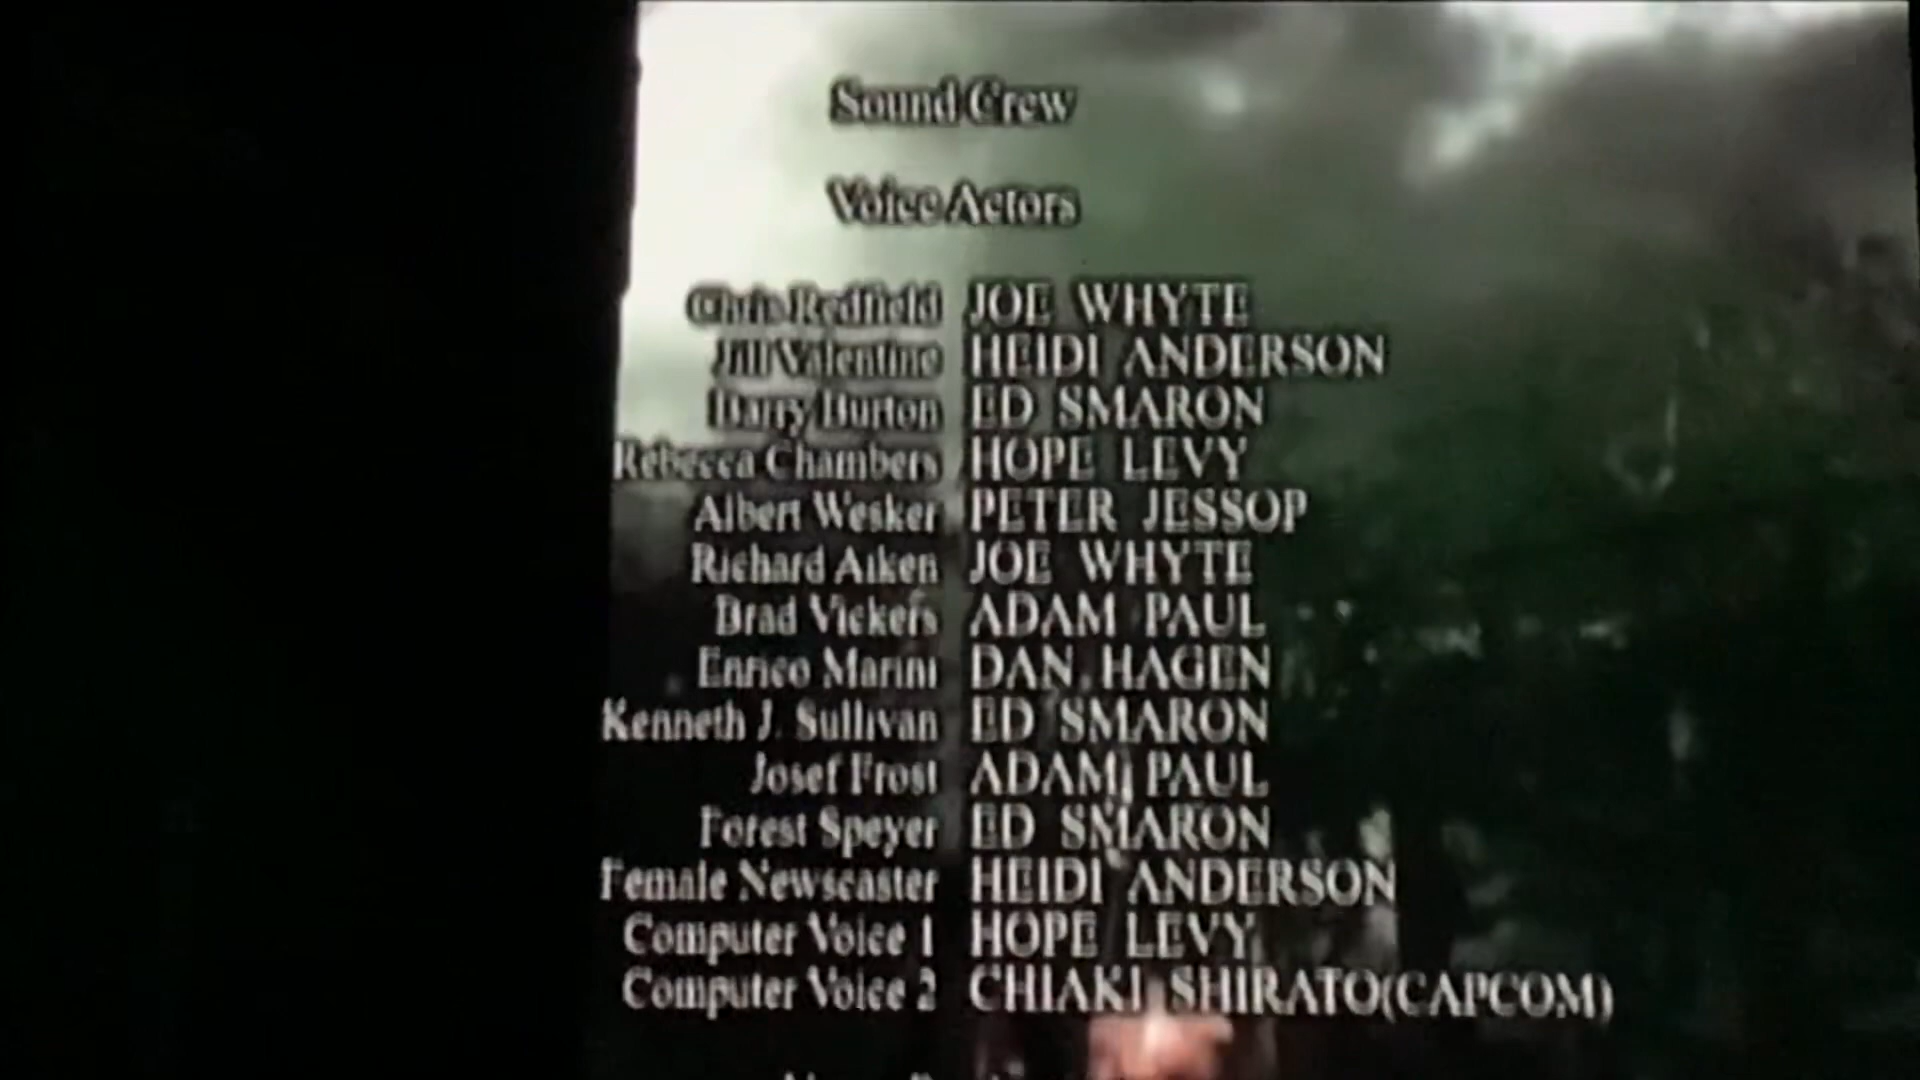 Sound Crew
Voice Actors
Chris Redfield JOE WHYTE
Jill Valentine HEIDI ANDERSON
Barry Burton ED SMARON
Rebecca Chambers HOPE LEVY
Albert Wesker PETER JESSOP
Richard Aiken JOE WHYTE
Brad Vickers ADAM PAUL
Enrico Marini DAN HAGEN
Kenneth J. Sullivan ED SMARON
Josef Frost ADAM PAUL
Forest Speyer ED SMARON
Female Newscaster HEIDI ANDERSON
Computer Voice 1 HOPE LEVY
Computer Voice 2 CHIAKI SHIRATO(CAPCOM)